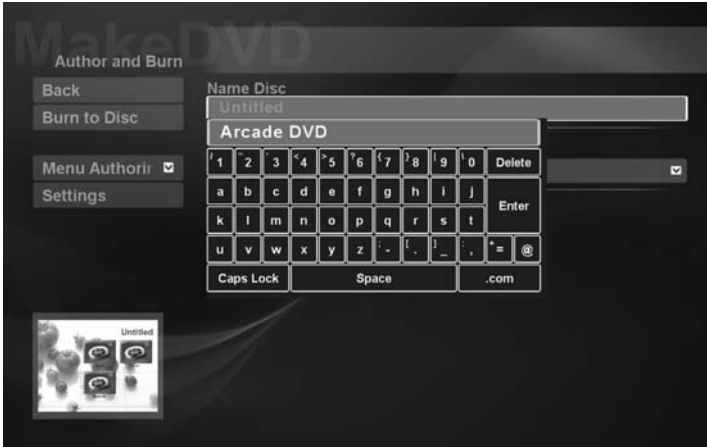 MakeDVD
Author and Burn
Back
Burn to Disc
Menu Authorir
Settings
Name Disc
Untitled
Arcade DVD
1 2 3 <4 >5 ?6 {7 }8 |9 \0 Delete
a b c d e f g h i j
Enter
k l m n o p q r s t
u v w x y z ; - [ . ] _ : , *= @
Caps Lock Space .com
Untitled